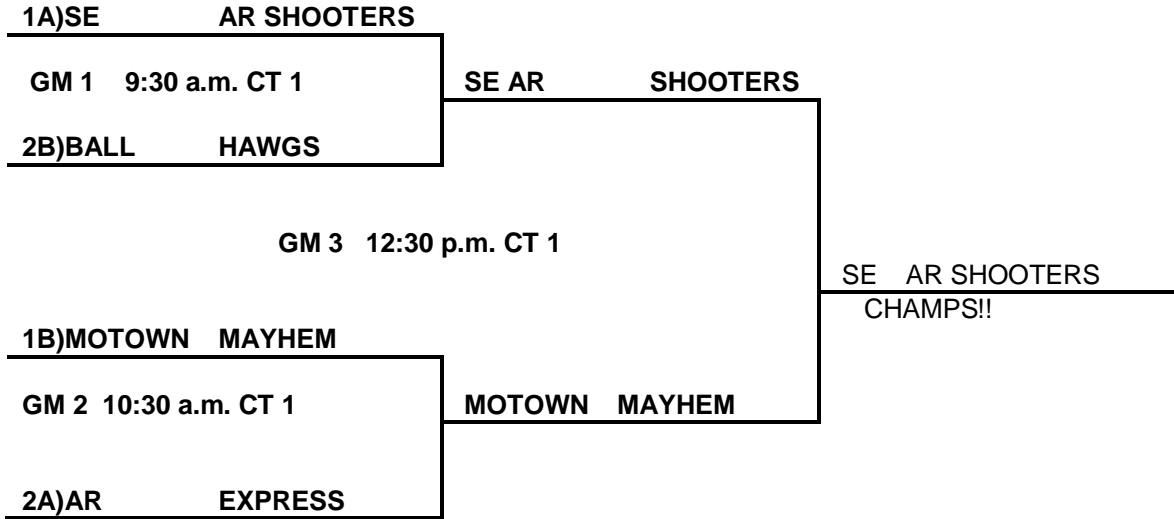 1A)SE AR SHOOTERS
GM 1 9:30 a.m. CT 1
SE AR SHOOTERS
2B)BALL HAWGS
GM 3 12:30 p.m. CT 1
SE AR SHOOTERS
CHAMPS!!
1B)MOTOWN MAYHEM
GM 2 10:30 a.m. CT 1
MOTOWN MAYHEM
2A)AR EXPRESS